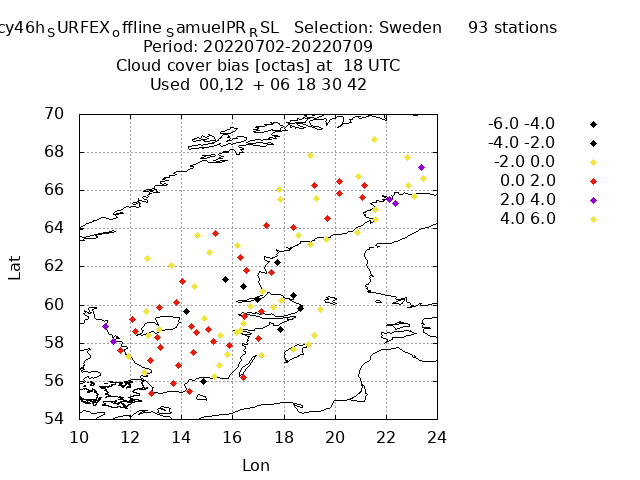 cy46hSURFEXoffline SamuelPRRSL Selection: Sweden 93 stations
Period: 20220702-20220709
Cloud cover bias [octas] at 18 UTC
Used 00,12 + 06 18 30 42
70
68
66
64
62
60
58
56
54
10 12 14 16 18 20 22 24
Lat
Lon
-6.0 -4.0
-4.0 -2.0
-2.0 0.0
0.0 2.0
2.0 4.0
4.0 6.0